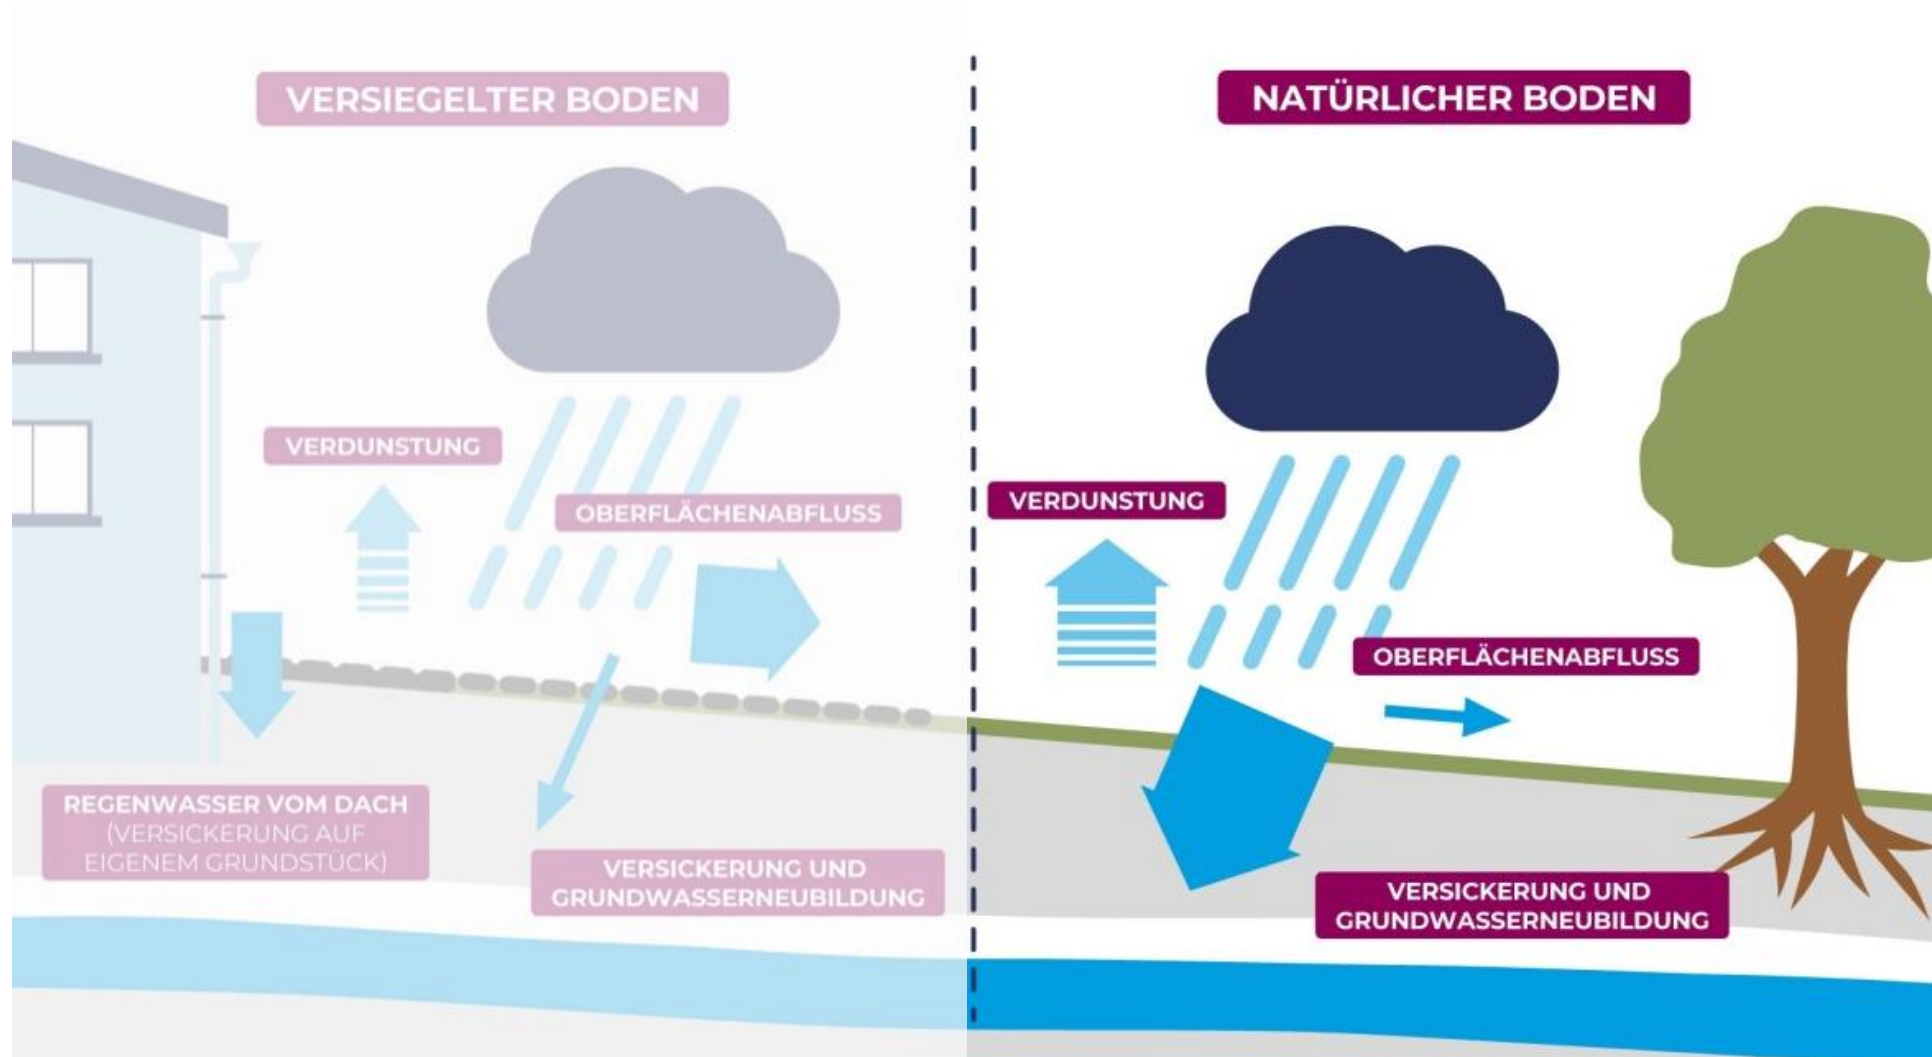 VERSIEGELTER BODEN
VERDUNSTUNG
OBERFLÄCHENABFLUSS
REGENWASSER VOM DACH
(VERSICKERUNG AUF
EIGENEM GRUNDSTÜCK)
VERSICKERUNG UND
GRUNDWASSERNEUBILDUNG
NATÜRLICHER BODEN
VERDUNSTUNG
OBERFLÄCHENABFLUSS
VERSICKERUNG UND
GRUNDWASSERNEUBILDUNG